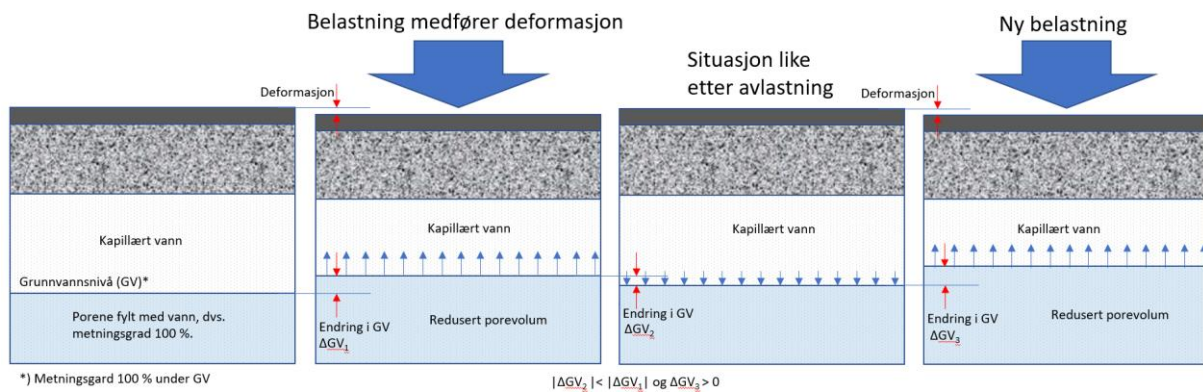 Belastning medfører deformasjon
Situasjon like
etter avlastning
Ny belastning
Deformasjon
Deformasjon
Kapillært vann
Grunnvannsnivå (GV)*
Porene fylt med vann, dvs.
metningsgrad 100 %.
Kapillært vann
Endring i GV
ΔGV₁
Redusert porevolum
Kapillært vann
Endring i GV
ΔGV₂
Kapillært vann
Endring i GV
ΔGV₃
Redusert porevolum
*) Metningsgard 100 % under GV
|ΔGV₂ |< |ΔGV₁| og ΔGV₃ > 0